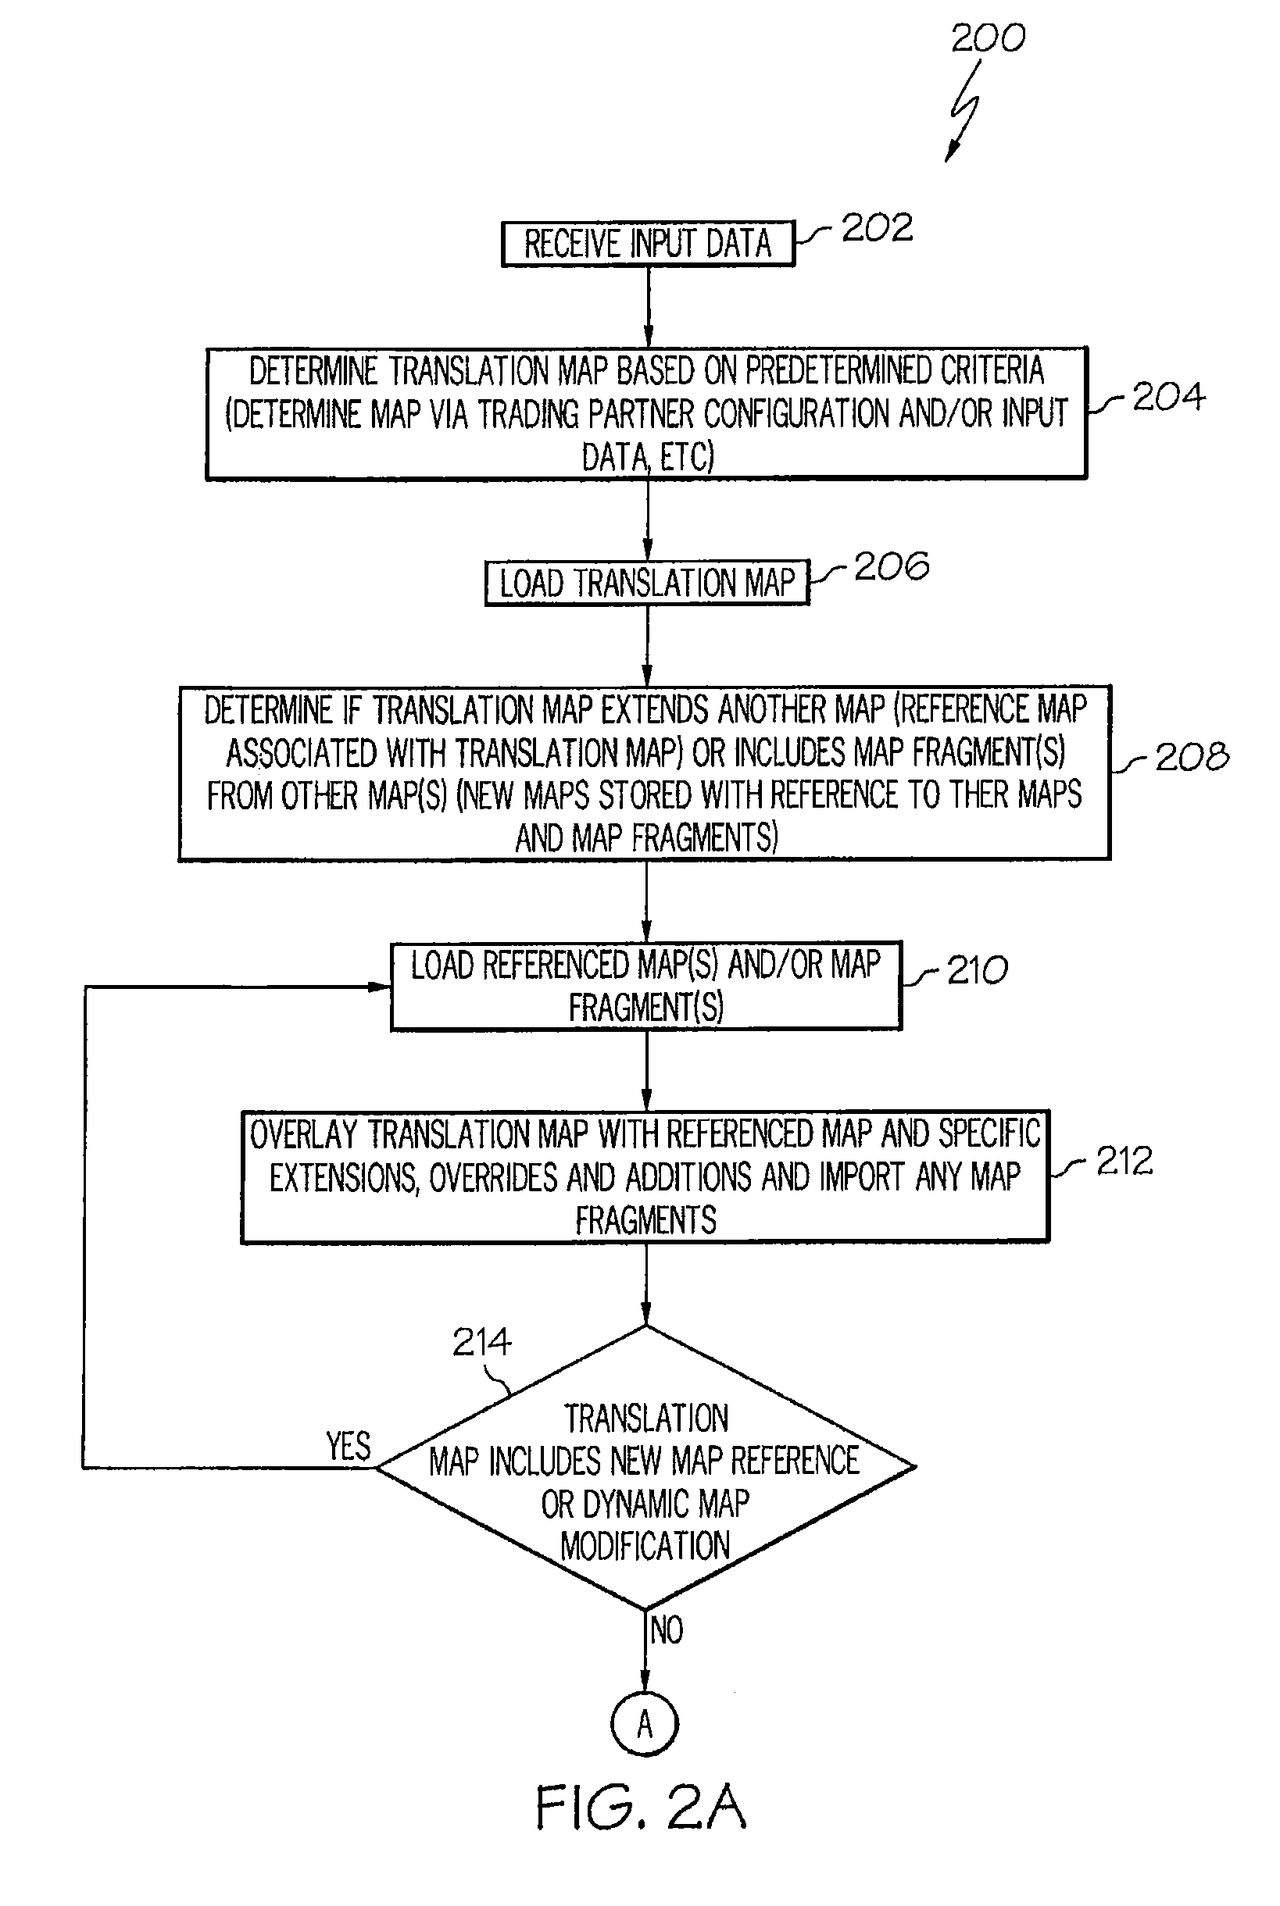 200
RECEIVE INPUT DATA
202
DETERMINE TRANSLATION MAP BASED ON PREDETERMINED CRITERIA
(DETERMINE MAP VIA TRADING PARTNER CONFIGURATION AND/OR INPUT
DATA, ETC)
204
LOAD TRANSLATION MAP
206
DETERMINE IF TRANSLATION MAP EXTENDS ANOTHER MAP (REFERENCE MAP
ASSOCIATED WITH TRANSLATION MAP) OR INCLUDES MAP FRAGMENT(S)
FROM OTHER MAP(S) (NEW MAPS STORED WITH REFERENCE TO THER MAPS
AND MAP FRAGMENTS)
208
LOAD REFERENCED MAP(S) AND/OR MAP
FRAGMENT(S)
210
OVERLAY TRANSLATION MAP WITH REFERENCED MAP AND SPECIFIC
EXTENSIONS, OVERRIDES AND ADDITIONS AND IMPORT ANY MAP
FRAGMENTS
212
214
TRANSLATION
MAP INCLUDES NEW MAP REFERENCE
OR DYNAMIC MAP
MODIFICATION
YES
NO
A
FIG. 2A